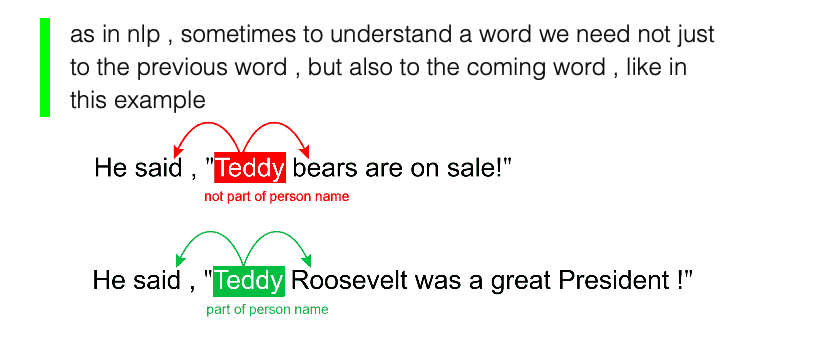 as in nlp , sometimes to understand a word we need not just
to the previous word , but also to the coming word , like in
this example
He said , "Teddy bears are on sale!"
not part of person name
He said , "Teddy Roosevelt was a great President !"
part of person name